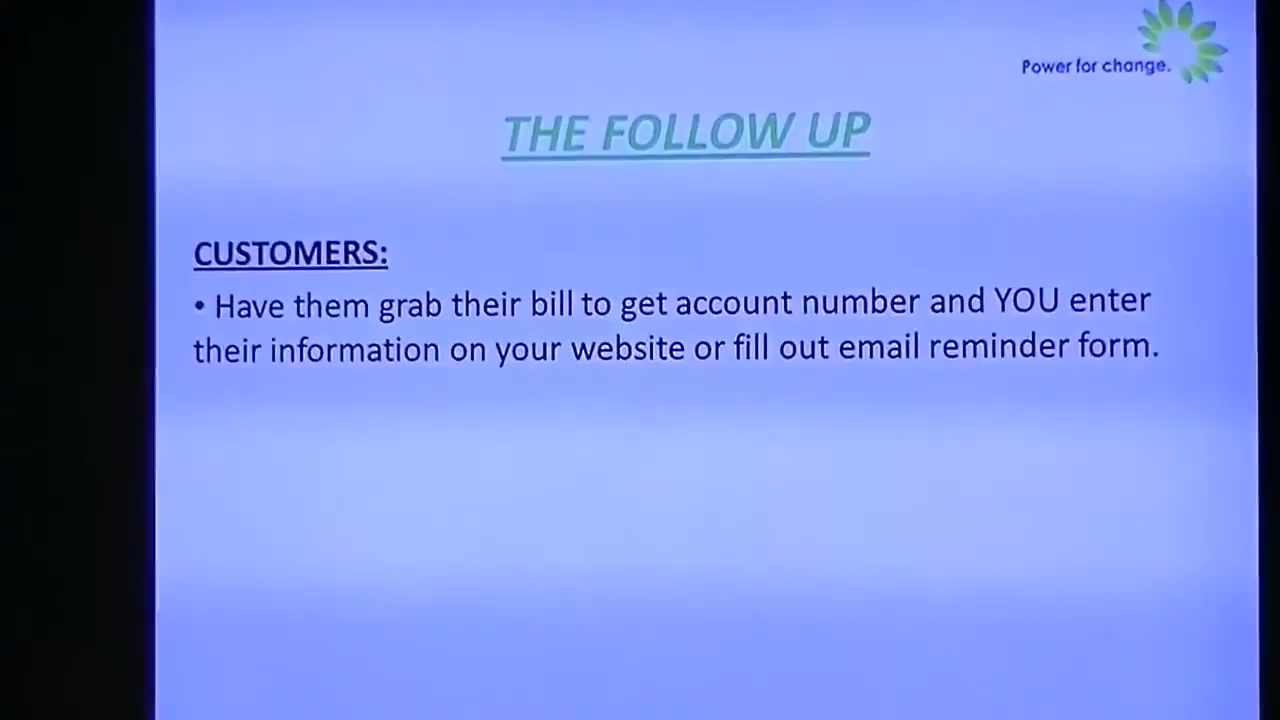 Power for change.
THE FOLLOW UP
CUSTOMERS:
• Have them grab their bill to get account number and YOU enter
their information on your website or fill out email reminder form.